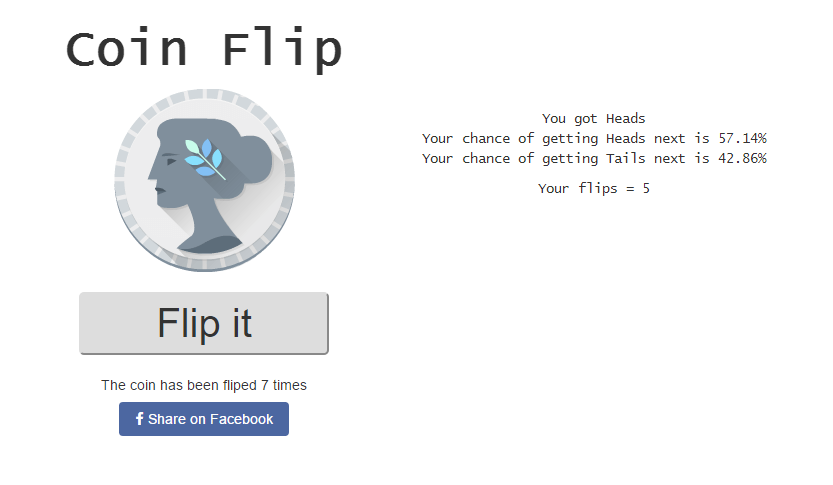 Coin Flip
You got Heads
Your chance of getting Heads next is 57.14%
Your chance of getting Tails next is 42.86%
Your flips = 5
Flip it
The coin has been fliped 7 times
Share on Facebook